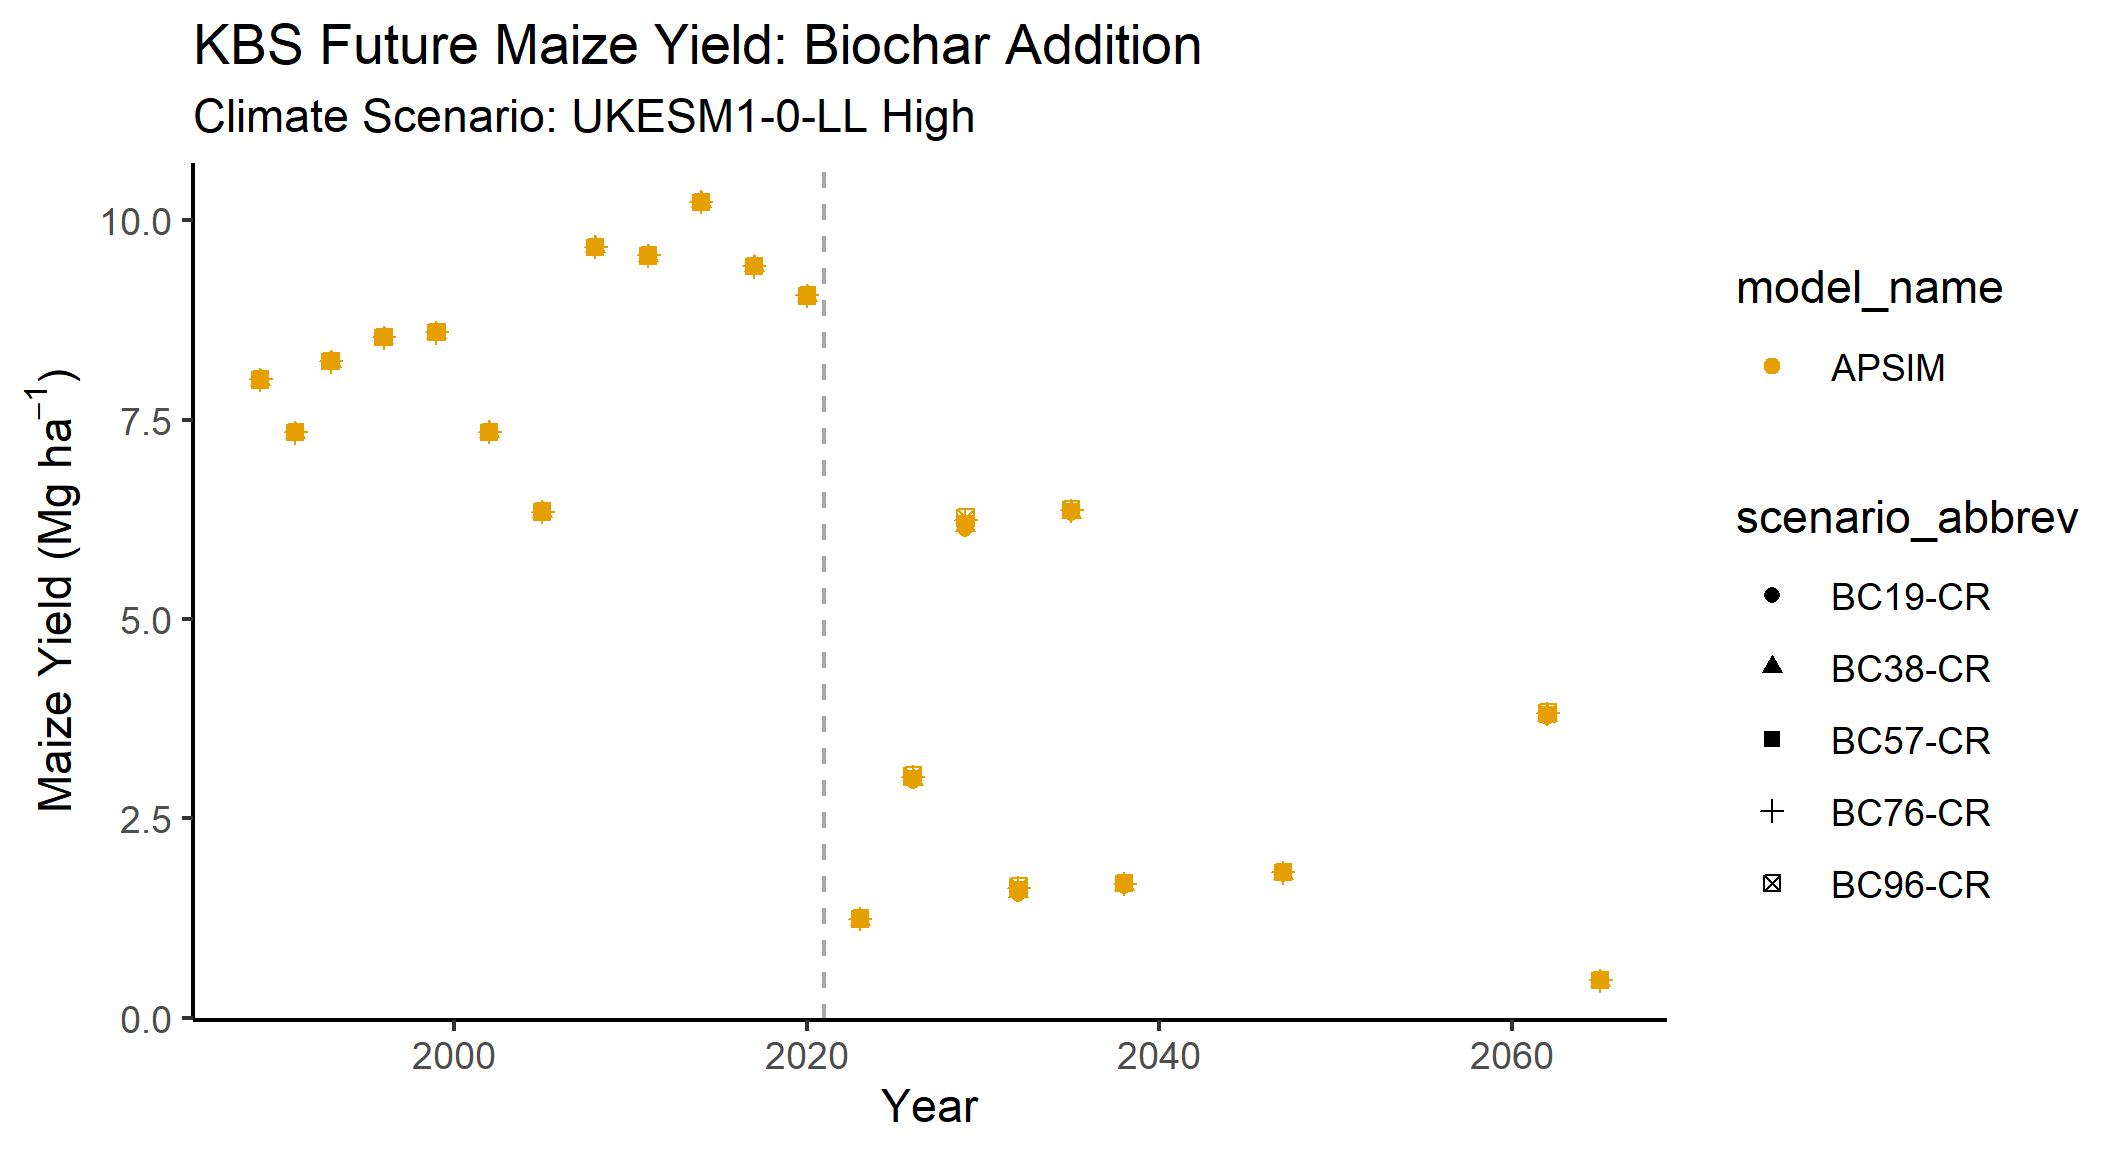 KBS Future Maize Yield: Biochar Addition
Climate Scenario: UKESM1-0-LL High
Maize Yield (Mg ha⁻¹)
10.0
7.5
5.0
2.5
0.0
2000
2020
2040
2060
Year
model_name
APSIM
scenario_abbrev
BC19-CR
BC38-CR
BC57-CR
BC76-CR
BC96-CR